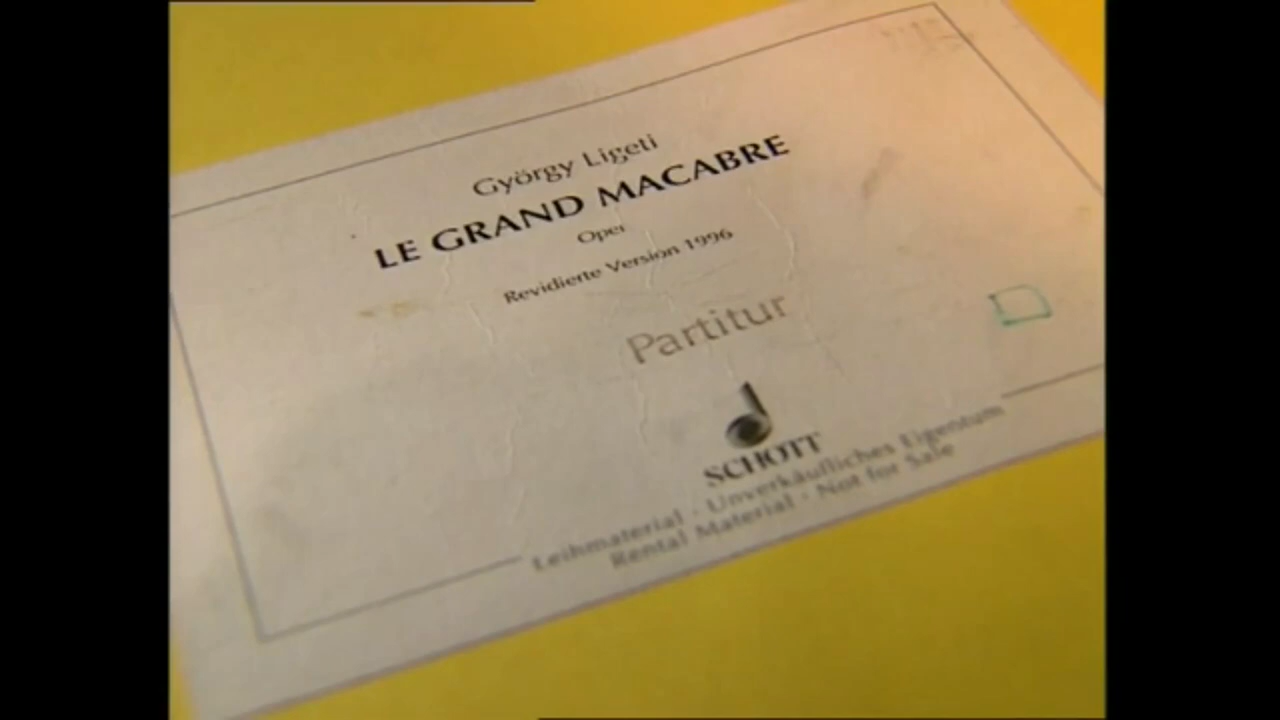 György Ligeti
LE GRAND MACABRE
Oper
Revidierte Version 1996
Partitur
SCHOTT
Leihmaterial · Unverkäufliches Eigentum
Rental Material · Not for Sale